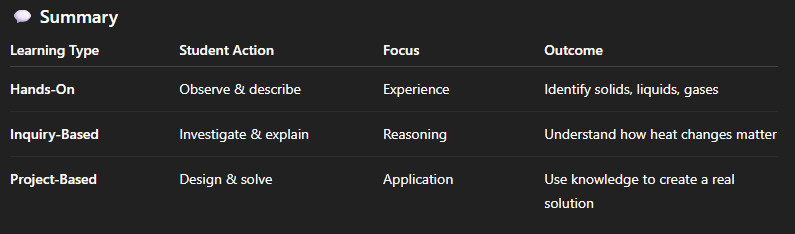 💬 Summary
Learning Type Student Action Focus Outcome
Hands-On Observe & describe Experience Identify solids, liquids, gases
Inquiry-Based Investigate & explain Reasoning Understand how heat changes matter
Project-Based Design & solve Application Use knowledge to create a real
solution